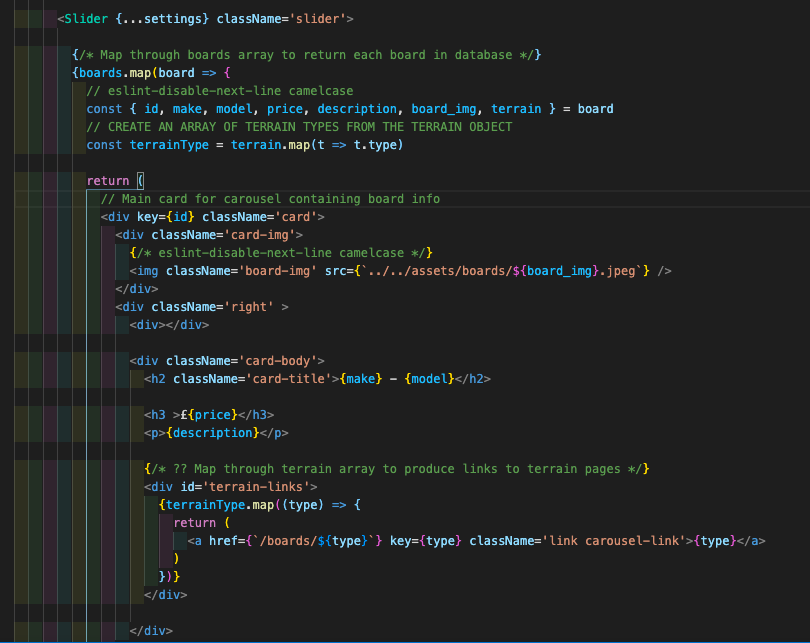 <Slider {...settings} className='slider'>
{/* Map through boards array to return each board in database */}
{boards.map(board => {
// eslint-disable-next-line camelcase
const { id, make, model, price, description, board_img, terrain } = board
// CREATE AN ARRAY OF TERRAIN TYPES FROM THE TERRAIN OBJECT
const terrainType = terrain.map(t => t.type)
return (
// Main card for carousel containing board info
<div key={id} className='card'>
<div className='card-img'>
{/* eslint-disable-next-line camelcase */}
<img className='board-img' src={`../../assets/boards/${board_img}.jpeg`} />
</div>
<div className='right' >
<div></div>
<div className='card-body'>
<h2 className='card-title'>{make} - {model}</h2>
<h3 >£{price}</h3>
<p>{description}</p>
{/* ?? Map through terrain array to produce links to terrain pages */}
<div id='terrain-links'>
{terrainType.map((type) => {
return (
<a href={`/boards/${type}`} key={type} className='link carousel-link'>{type}</a>
)
})}
</div>
</div>